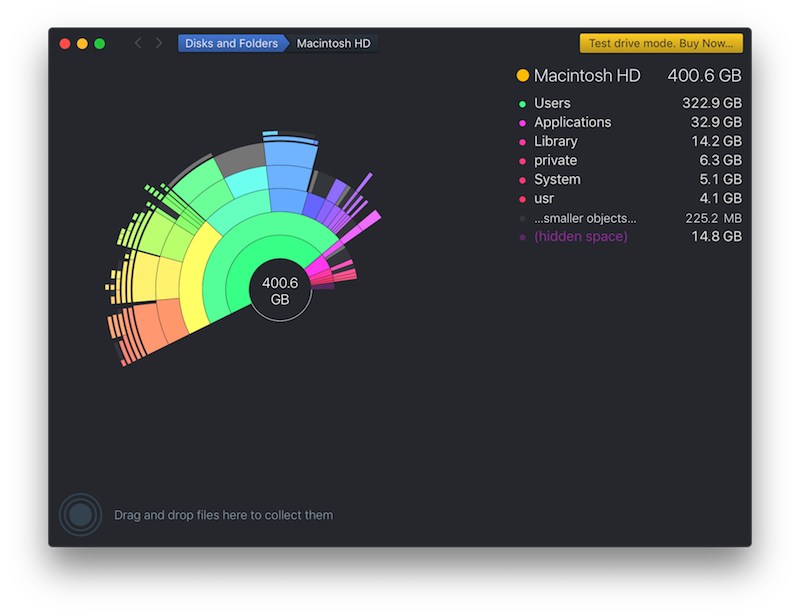 Disks and Folders Macintosh HD Test drive mode. Buy Now...
Macintosh HD 400.6 GB
Users 322.9 GB
Applications 32.9 GB
Library 14.2 GB
private 6.3 GB
System 5.1 GB
usr 4.1 GB
...smaller objects... 225.2 MB
(hidden space) 14.8 GB
400.6
GB
Drag and drop files here to collect them